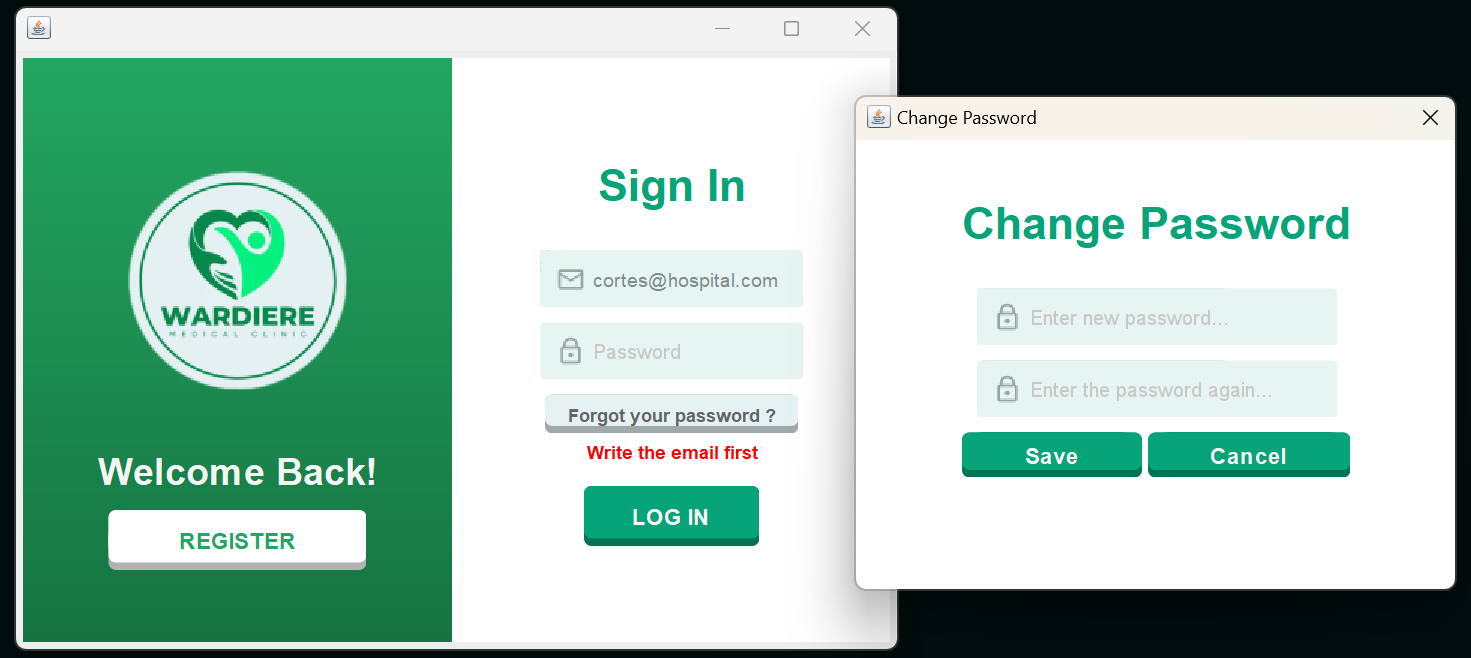 WARDIERE
MEDICAL CLINIC
Welcome Back!
REGISTER
Sign In
cortes@hospital.com
Password
Forgot your password ?
Write the email first
LOG IN
Change Password
Change Password
Enter new password...
Enter the password again...
Save
Cancel